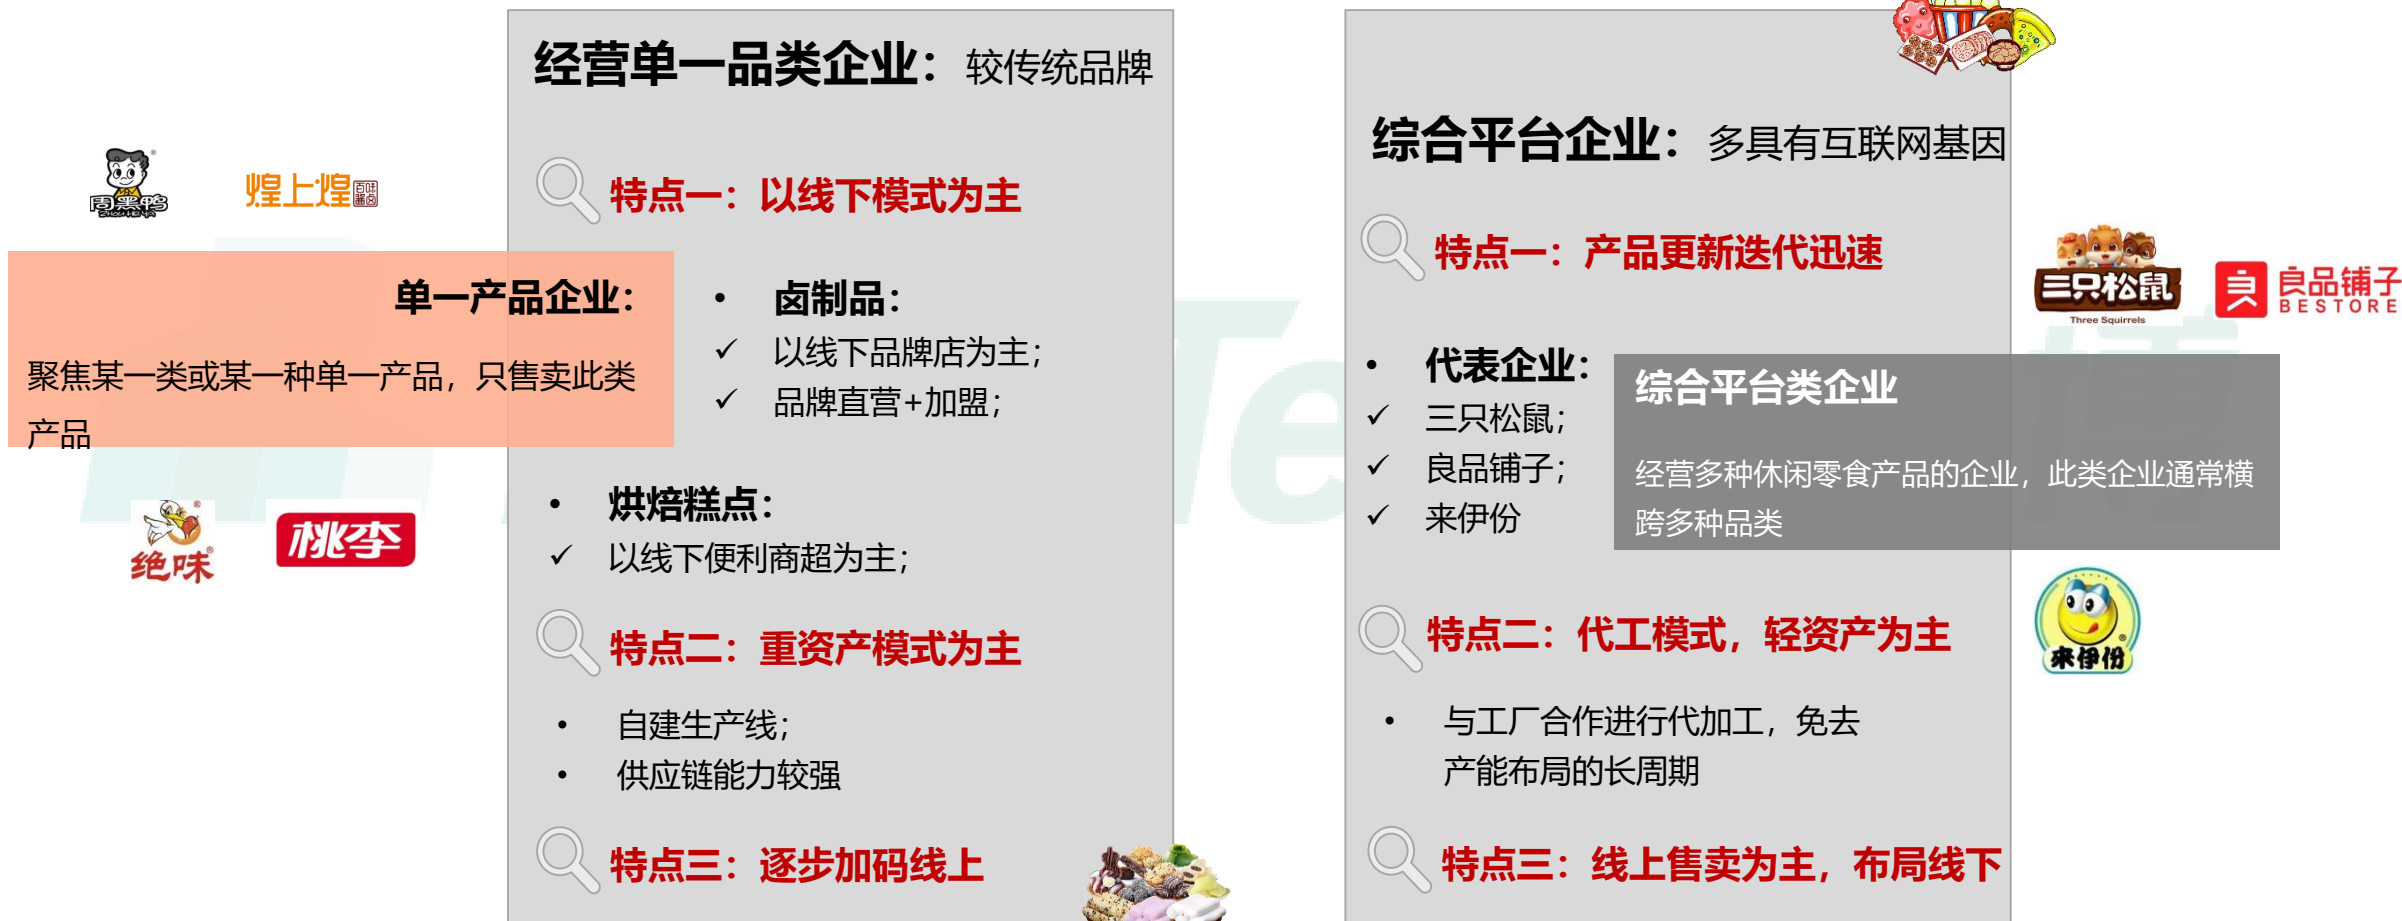 经营单一品类企业：较传统品牌
周黑鸭
ZHOU HEI YA
煌上煌
百味酱卤
特点一：以线下模式为主
单一产品企业：
聚焦某一类或某一种单一产品，只售卖此类
产品
• 卤制品：
✓ 以线下品牌店为主；
✓ 品牌直营+加盟；
绝味
桃李
• 烘焙糕点：
✓ 以线下便利商超为主；
特点二：重资产模式为主
• 自建生产线；
• 供应链能力较强
特点三：逐步加码线上
综合平台企业：多具有互联网基因
特点一：产品更新迭代迅速
三只松鼠
Three Squirrels
良品铺子
BESTORE
• 代表企业：
✓ 三只松鼠；
✓ 良品铺子；
✓ 来伊份
综合平台类企业
经营多种休闲零食产品的企业，此类企业通常横
跨多种品类
来伊份
特点二：代工模式，轻资产为主
• 与工厂合作进行代加工，免去
产能布局的长周期
特点三：线上售卖为主，布局线下
Te
博